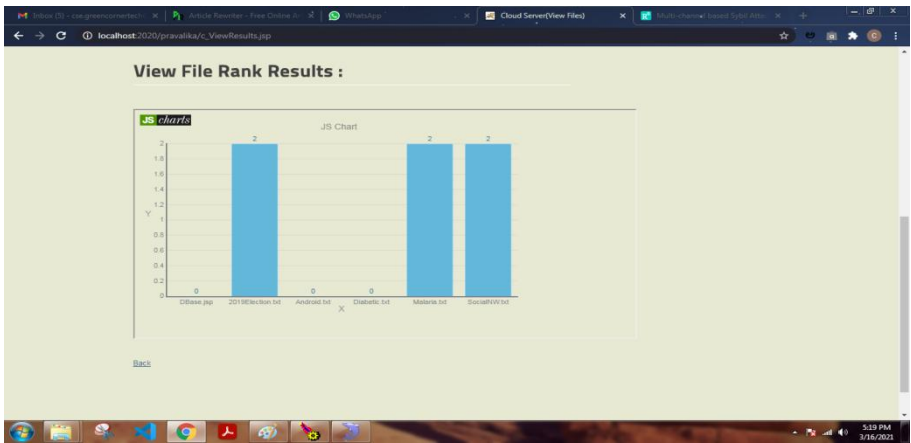 Inbox (5) - cse.greencornertech
Article Rewriter - Free Online Ar
WhatsApp
Cloud Server(View Files)
Multi-channel based Sybil Attac
localhost:2020/pravalika/c_ViewResults.jsp
View File Rank Results :
JS charts
JS Chart
2
2
2
2
1.8
1.6
1.4
1.2
Y
1
0.8
0.6
0.4
0.2
0
0
0
0
DBase.jsp
2019Election.txt
Android.txt
Diabetic.txt
Malaria.txt
SocialNW.txt
X
Back
5:19 PM
3/16/2021